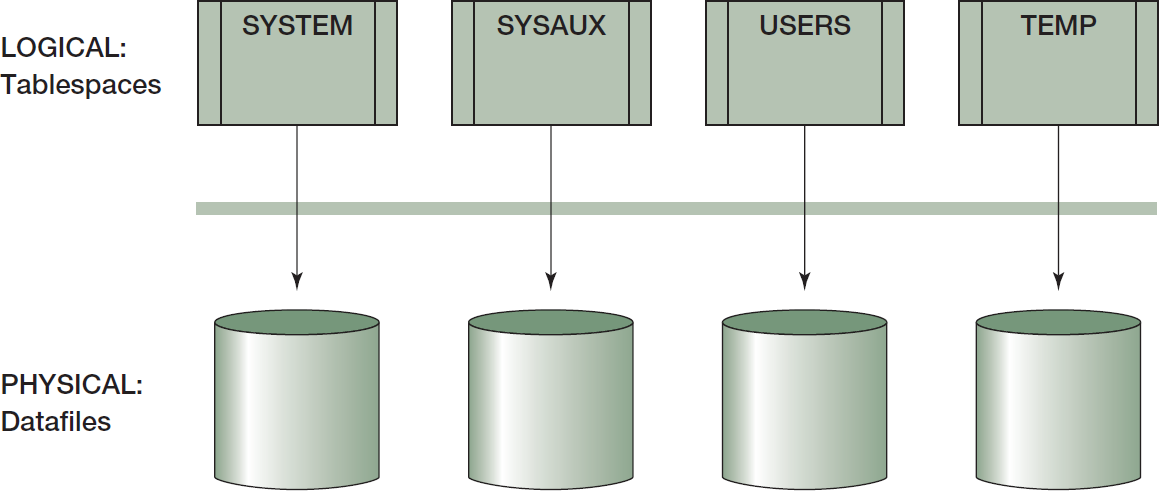 SYSTEM
SYSAUX
USERS
TEMP
LOGICAL:
Tablespaces
PHYSICAL:
Datafiles